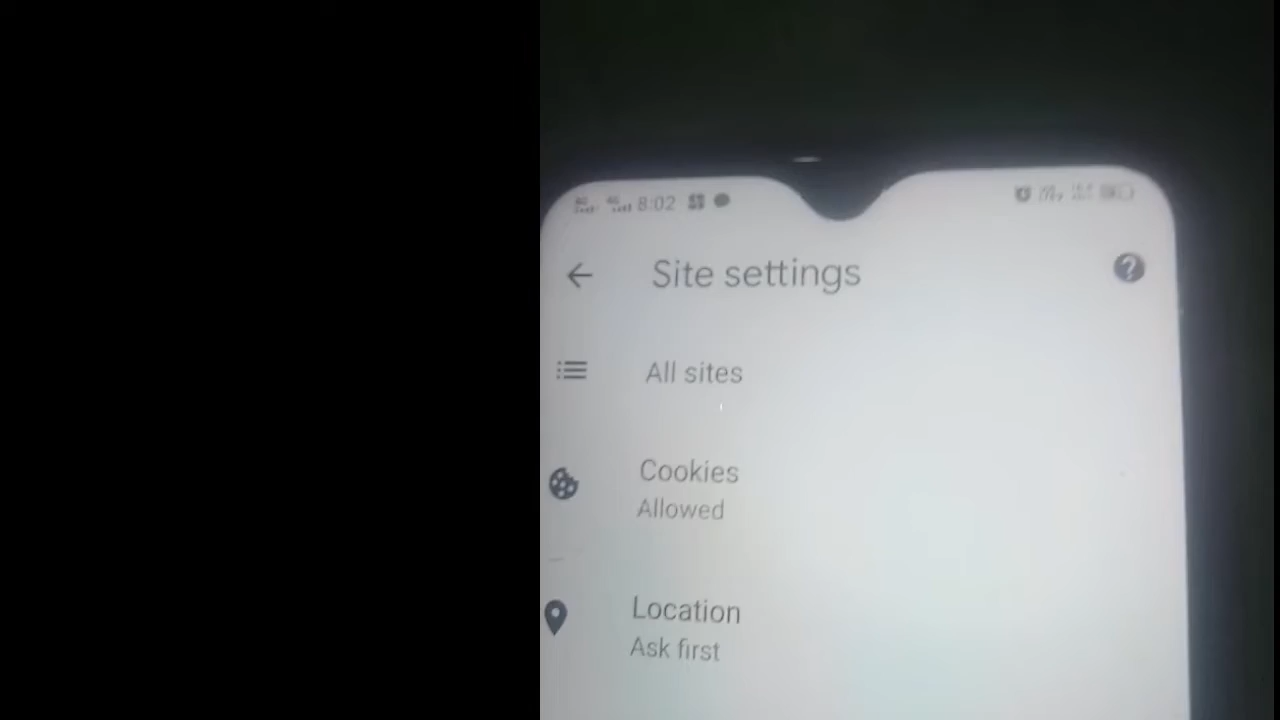 8:02
Site settings
All sites
Cookies
Allowed
Location
Ask first